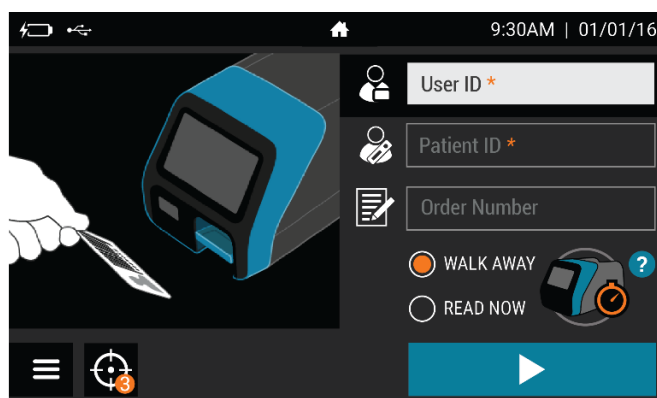 9:30AM | 01/01/16
User ID *
Patient ID *
Order Number
WALK AWAY
?
READ NOW
3